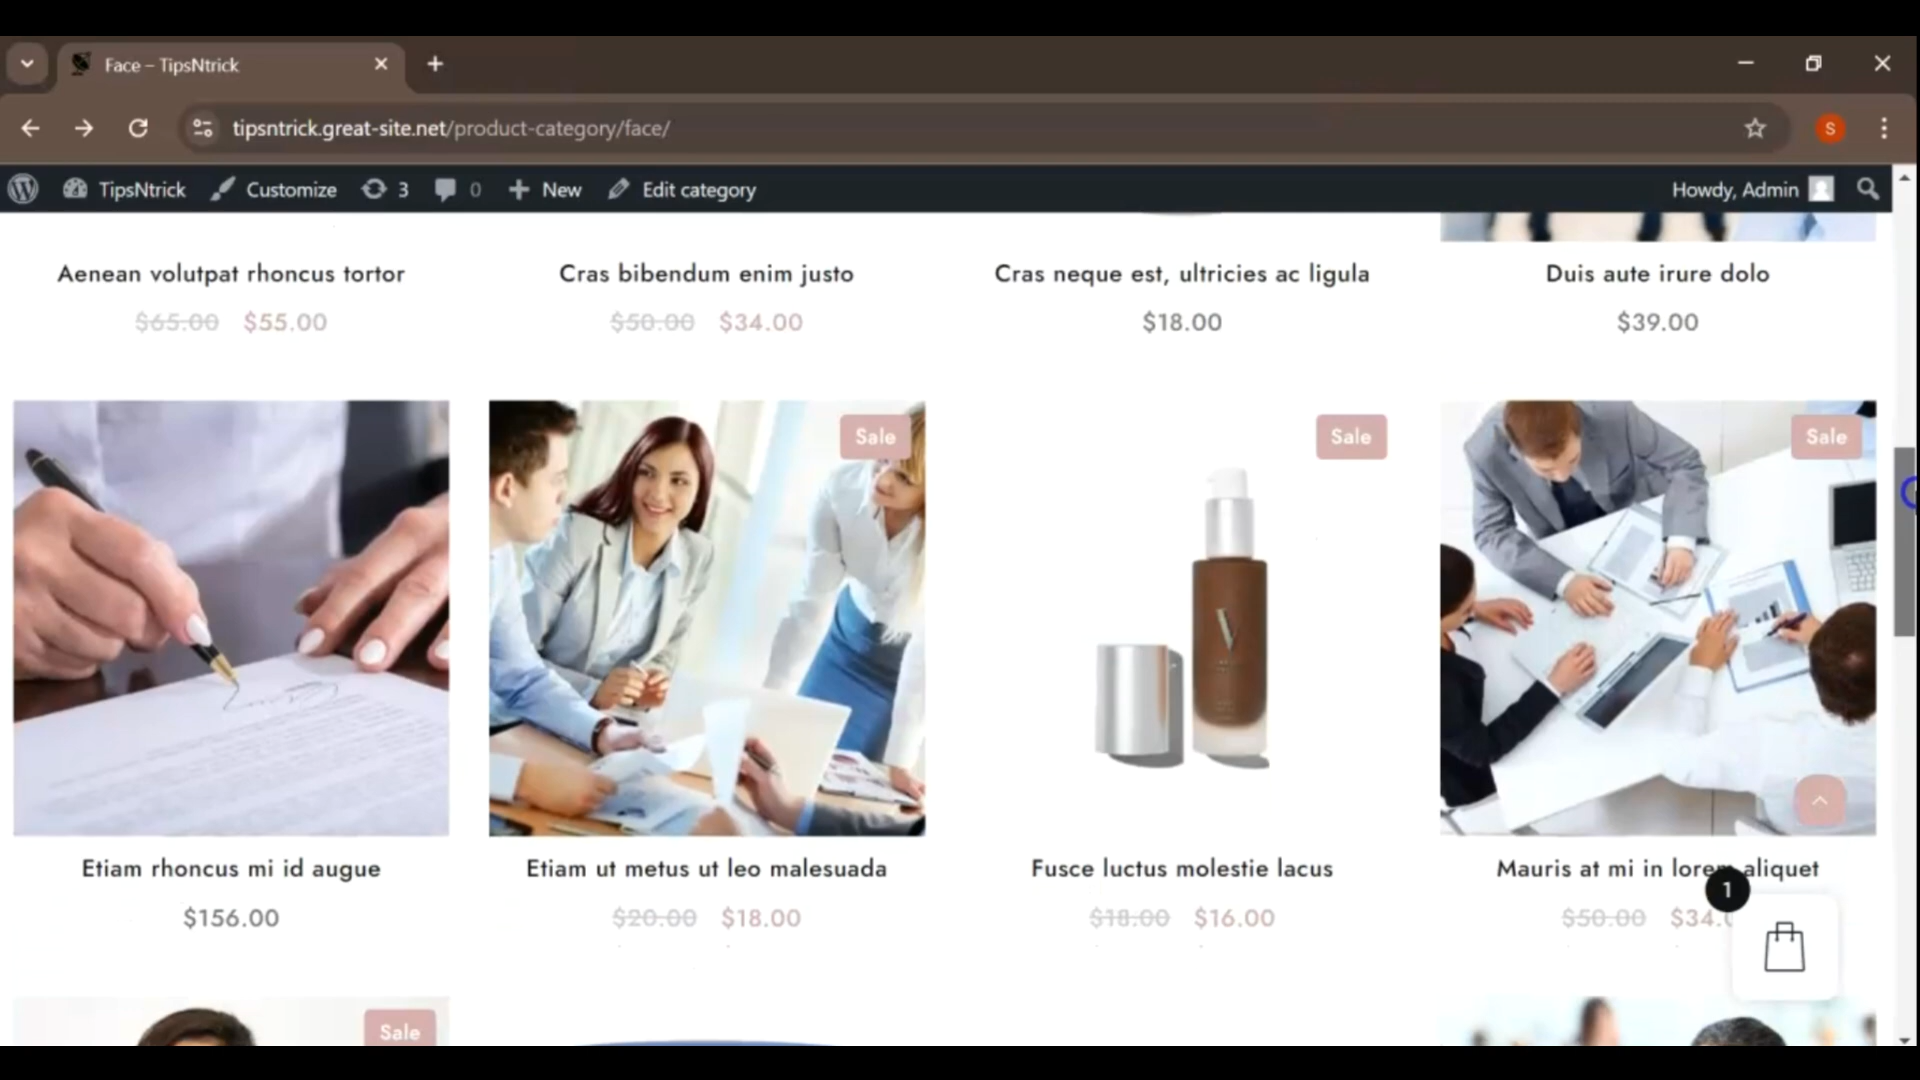 Face – TipsNtrick
tipsntrick.great-site.net/product-category/face/
S
TipsNtrick Customize 3 0 New Edit category Howdy, Admin
Aenean volutpat rhoncus tortor
$65.00 $55.00
Cras bibendum enim justo
$50.00 $34.00
Cras neque est, ultricies ac ligula
$18.00
Duis aute irure dolo
$39.00
Sale
Sale
Sale
Etiam rhoncus mi id augue
$156.00
Etiam ut metus ut leo malesuada
$20.00 $18.00
Fusce luctus molestie lacus
$18.00 $16.00
Mauris at mi in lorem aliquet
$50.00 $34.
1
Sale